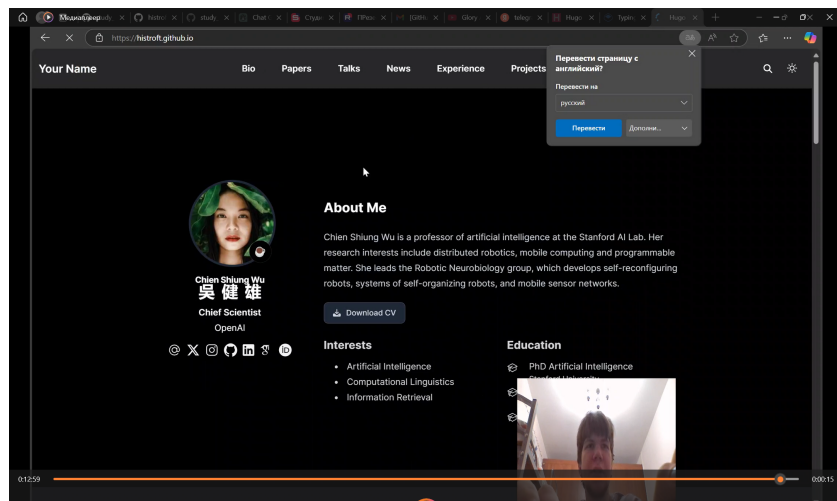 Медиаплеер
https://histroft.github.io
Перевести страницу с
английский?
Перевести на
русский
Перевести
Дополни...
Your Name
Bio
Papers
Talks
News
Experience
Projects
Chien Shiung Wu
吳健雄
Chief Scientist
OpenAI
About Me
Chien Shiung Wu is a professor of artificial intelligence at the Stanford AI Lab. Her
research interests include distributed robotics, mobile computing and programmable
matter. She leads the Robotic Neurobiology group, which develops self-reconfiguring
robots, systems of self-organizing robots, and mobile sensor networks.
Download CV
Interests
Artificial Intelligence
Computational Linguistics
Information Retrieval
Education
PhD Artificial Intelligence
Stanford University
0:12:59
0:00:15